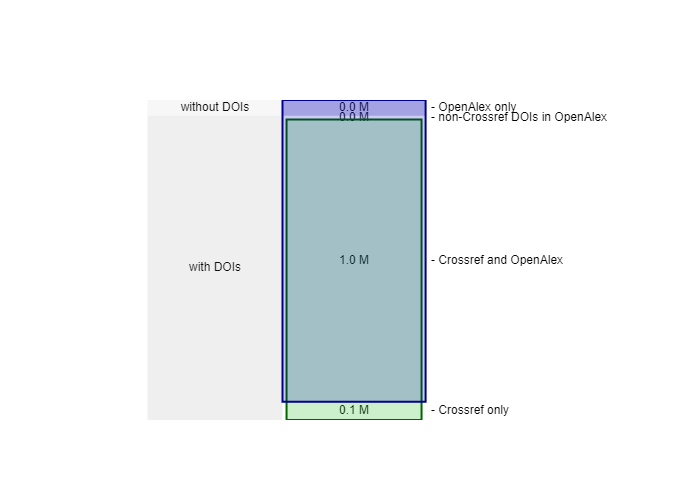 without DOIs 0.0 M - OpenAlex only
0.0 M - non-Crossref DOIs in OpenAlex
1.0 M - Crossref and OpenAlex
with DOIs
0.1 M - Crossref only